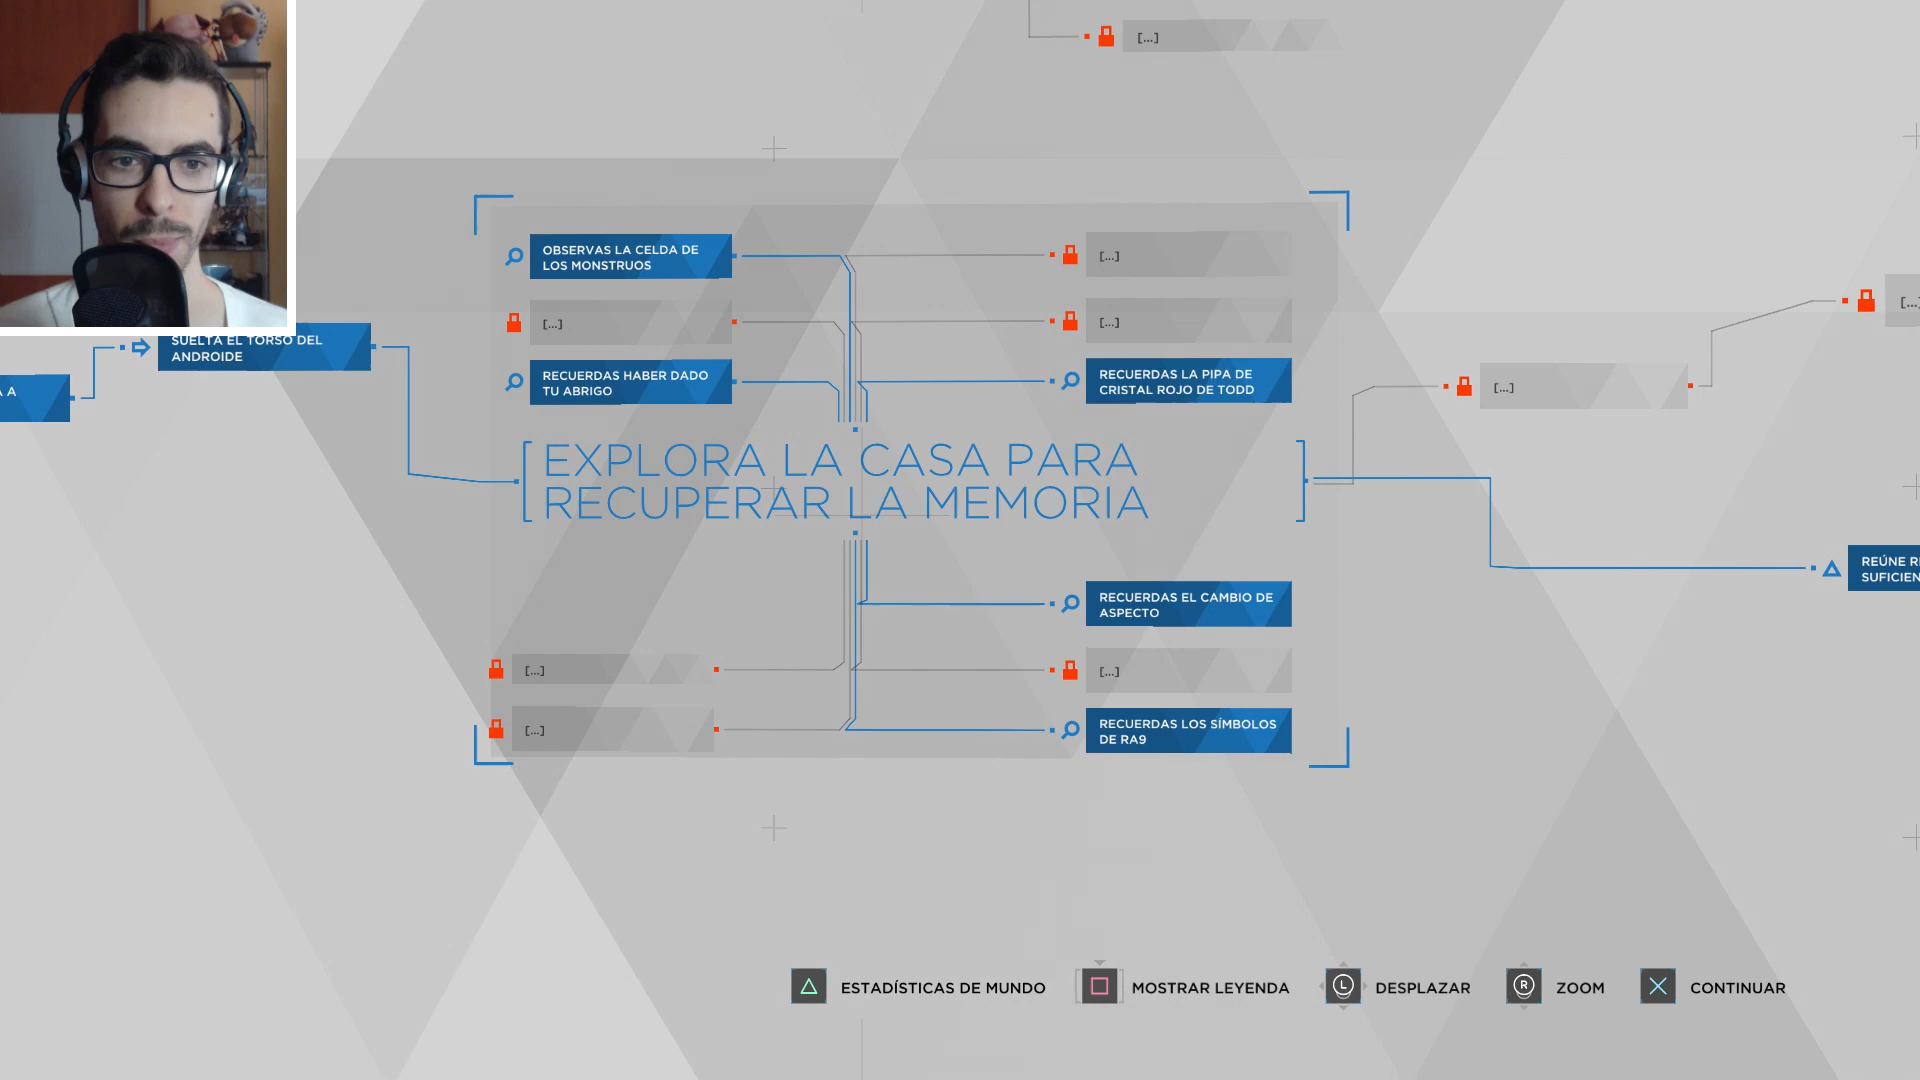 [...]
OBSERVAS LA CELDA DE
LOS MONSTRUOS
[...]
[...]
[...]
[...]
SUELTA EL TORSO DEL
ANDROIDE
RECUERDAS HABER DADO
TU ABRIGO
RECUERDAS LA PIPA DE
CRISTAL ROJO DE TODD
[...]
A
EXPLORA LA CASA PARA
RECUPERAR LA MEMORIA
REÚNE
RECUERDAS EL CAMBIO DE
ASPECTO
[...]
[...]
[...]
RECUERDAS LOS SÍMBOLOS
DE RA9
ESTADÍSTICAS DE MUNDO
MOSTRAR LEYENDA
L
DESPLAZAR
R
ZOOM
CONTINUAR